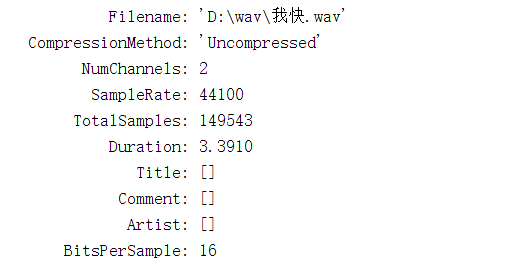 Filename: 'D:\wav\我快.wav'
CompressionMethod: 'Uncompressed'
NumChannels: 2
SampleRate: 44100
TotalSamples: 149543
Duration: 3.3910
Title: []
Comment: []
Artist: []
BitsPerSample: 16